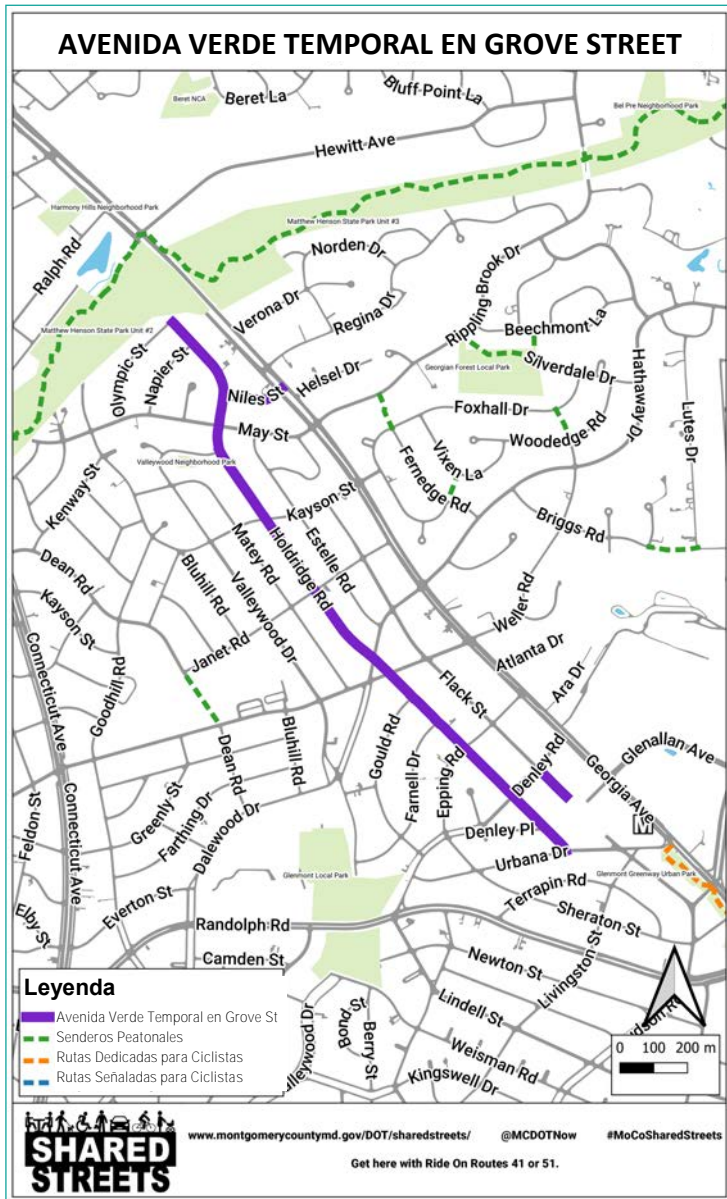 AVENIDA VERDE TEMPORAL EN GROVE STREET
Beret NCA
Beret La
Bluff Point La
Bel Pre Neighborhood Park
Hewitt Ave
Harmony Hills Neighborhood Park
Matthew Henson State Park Unit #3
Ralph Rd
Norden Dr
Verona Dr
Regina Dr
Rippling Brook Dr
Beechmont La
Matthew Henson State Park Unit #2
Olympic St
Napier St
Niles St
Helsel Dr
Georgian Forest Local Park
Silverdale Dr
Hathaway Dr
Lutes Dr
Foxhall Dr
May St
Woodedge Rd
Vixen La
Valleywood Neighborhood Park
Fernedge Rd
Kenway St
Kayson St
Estelle Rd
Briggs Rd
Holdridge Rd
Matey Rd
Dean Rd
Bluhill Rd
Valleywood Dr
Kayson St
Weller Rd
Janet Rd
Atlanta Dr
Connecticut Ave
Goodhill Rd
Ara Dr
Flack St
Gould Rd
Bluhill Rd
Dean Rd
Farnell Dr
Epping Rd
Denley Rd
Georgia Ave
Glenallan Ave
Connecticut Ave
Greenly St
Farthing Dr
Dalewood Dr
Feldon St
Denley Pl
M
Urbana Dr
Glenmont Local Park
Glenmont Greenway Urban Park
Terrapin Rd
Everton St
Elby St
Sheraton St
Randolph Rd
Camden St
Newton St
Livingston St
Leyenda
Avenida Verde Temporal en Grove St
Senderos Peatonales
Rutas Dedicadas para Ciclistas
Rutas Señaladas para Ciclistas
Lindell St
Bond St
Berry St
Weisman Rd
Kingswell Dr
alleywood Dr
0 100 200 m
SHARED
STREETS
www.montgomerycountymd.gov/DOT/sharedstreets/ @MCDOTNow #MoCoSharedStreets
Get here with Ride On Routes 41 or 51.